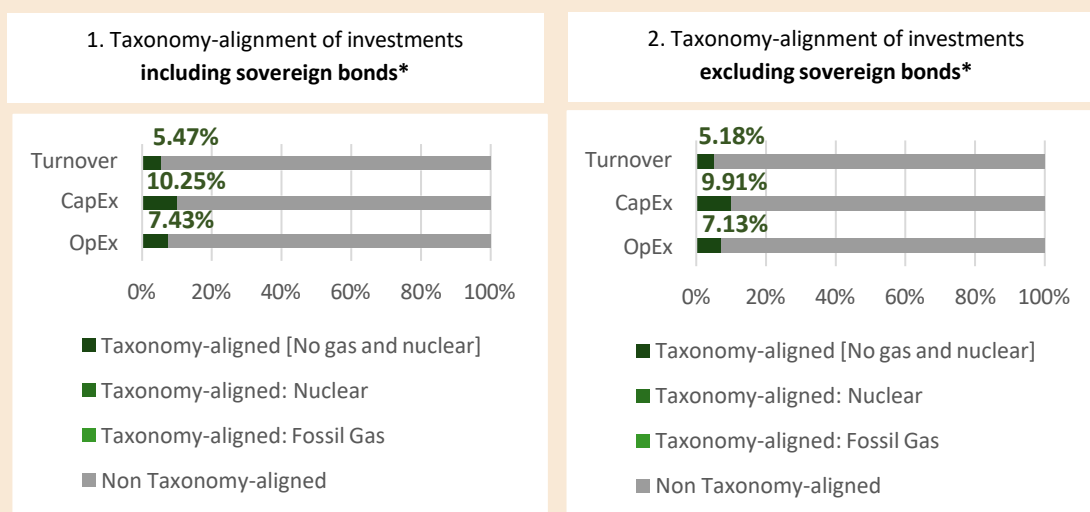 1. Taxonomy-alignment of investments
including sovereign bonds*
5.47%
Turnover
10.25%
CapEx
7.43%
OpEx
0% 20% 40% 60% 80% 100%
Taxonomy-aligned [No gas and nuclear]
Taxonomy-aligned: Nuclear
Taxonomy-aligned: Fossil Gas
Non Taxonomy-aligned
2. Taxonomy-alignment of investments
excluding sovereign bonds*
5.18%
Turnover
9.91%
CapEx
7.13%
OpEx
0% 20% 40% 60% 80% 100%
Taxonomy-aligned [No gas and nuclear]
Taxonomy-aligned: Nuclear
Taxonomy-aligned: Fossil Gas
Non Taxonomy-aligned